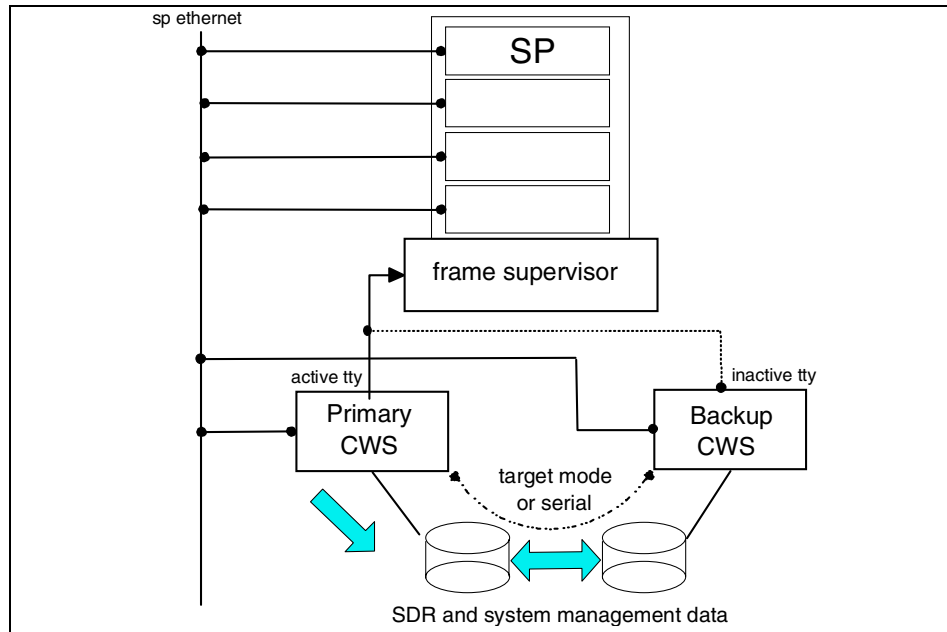 sp ethernet
SP
frame supervisor
active tty
inactive tty
Primary
CWS
Backup
CWS
target mode
or serial
SDR and system management data